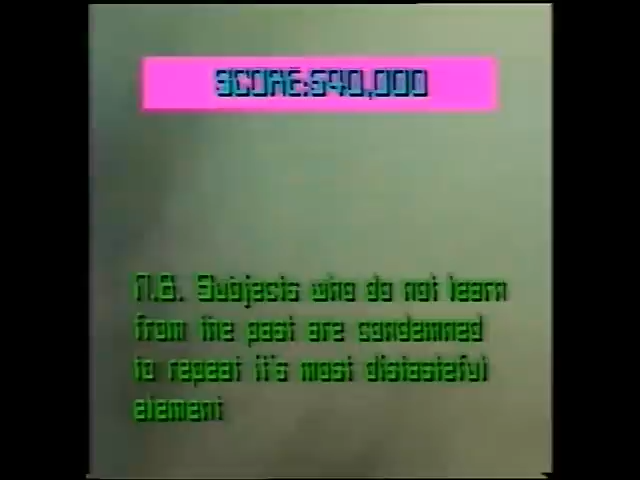 SCORE:540,000
N.B. Subjects who do not learn
from the past are condemned
to repeat it's most distasteful
element